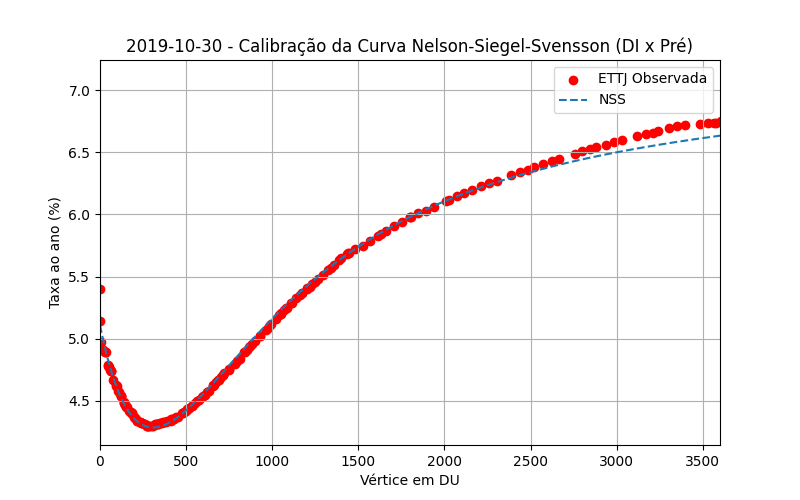 2019-10-30 - Calibração da Curva Nelson-Siegel-Svensson (DI x Pré)
ETTJ Observada
NSS
Taxa ao ano (%)
7.0
6.5
6.0
5.5
5.0
4.5
0 500 1000 1500 2000 2500 3000 3500
Vértice em DU